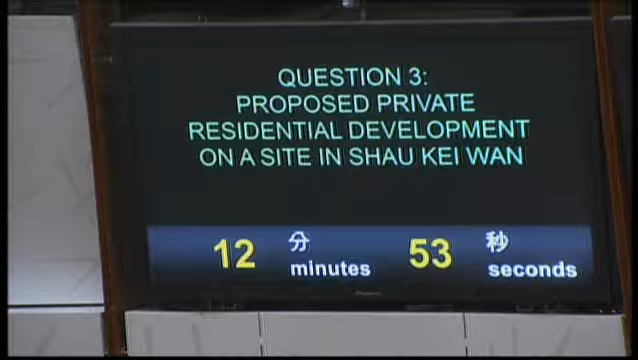 QUESTION 3:
PROPOSED PRIVATE
RESIDENTIAL DEVELOPMENT
ON A SITE IN SHAU KEI WAN
12 分 minutes 53 秒 seconds